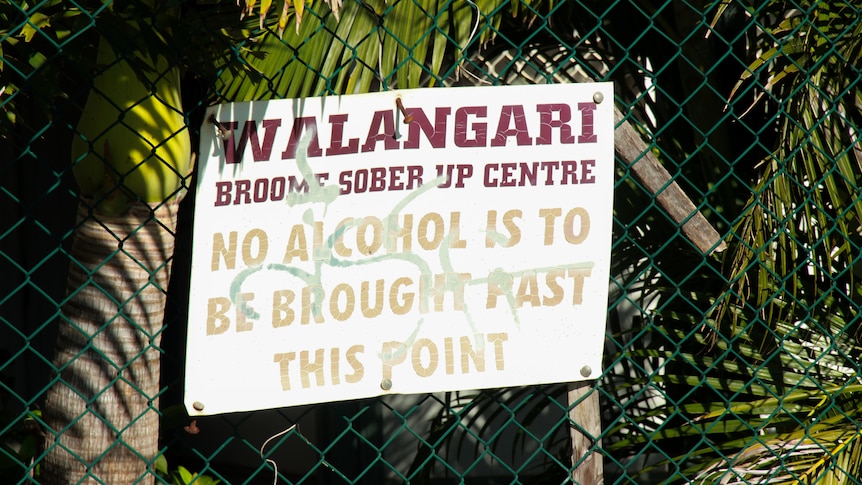 WALANGARI
BROOME SOBER UP CENTRE
NO ALCOHOL IS TO
BE BROUGHT PAST
THIS POINT